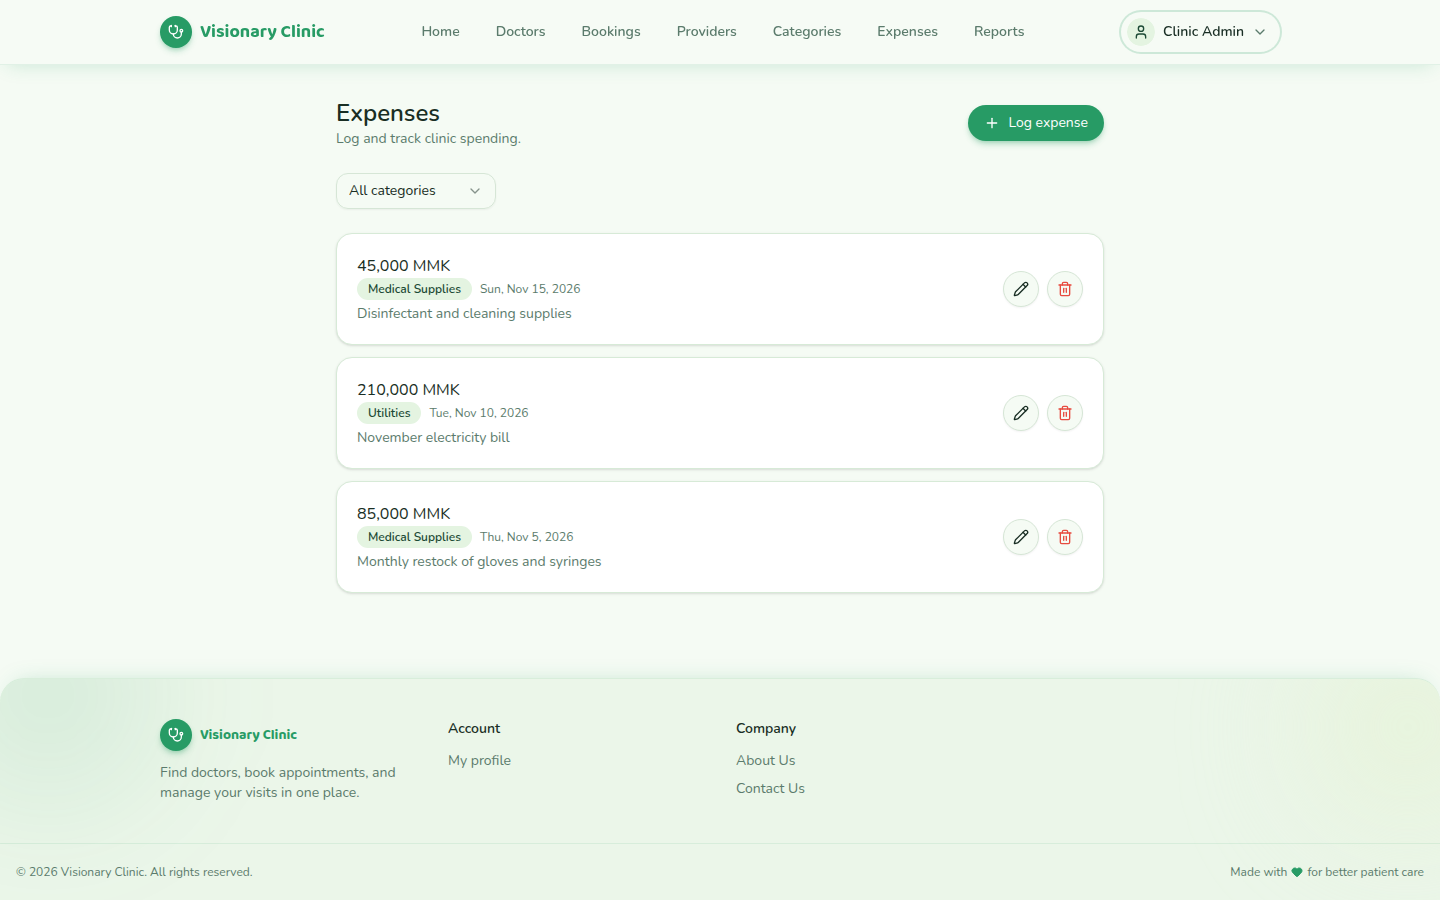 Visionary Clinic
Home
Doctors
Bookings
Providers
Categories
Expenses
Reports
Clinic Admin
Expenses
Log and track clinic spending.
Log expense
All categories
45,000 MMK
Medical Supplies
Sun, Nov 15, 2026
Disinfectant and cleaning supplies
210,000 MMK
Utilities
Tue, Nov 10, 2026
November electricity bill
85,000 MMK
Medical Supplies
Thu, Nov 5, 2026
Monthly restock of gloves and syringes
Visionary Clinic
Find doctors, book appointments, and
manage your visits in one place.
Account
My profile
Company
About Us
Contact Us
© 2026 Visionary Clinic. All rights reserved.
Made with for better patient care